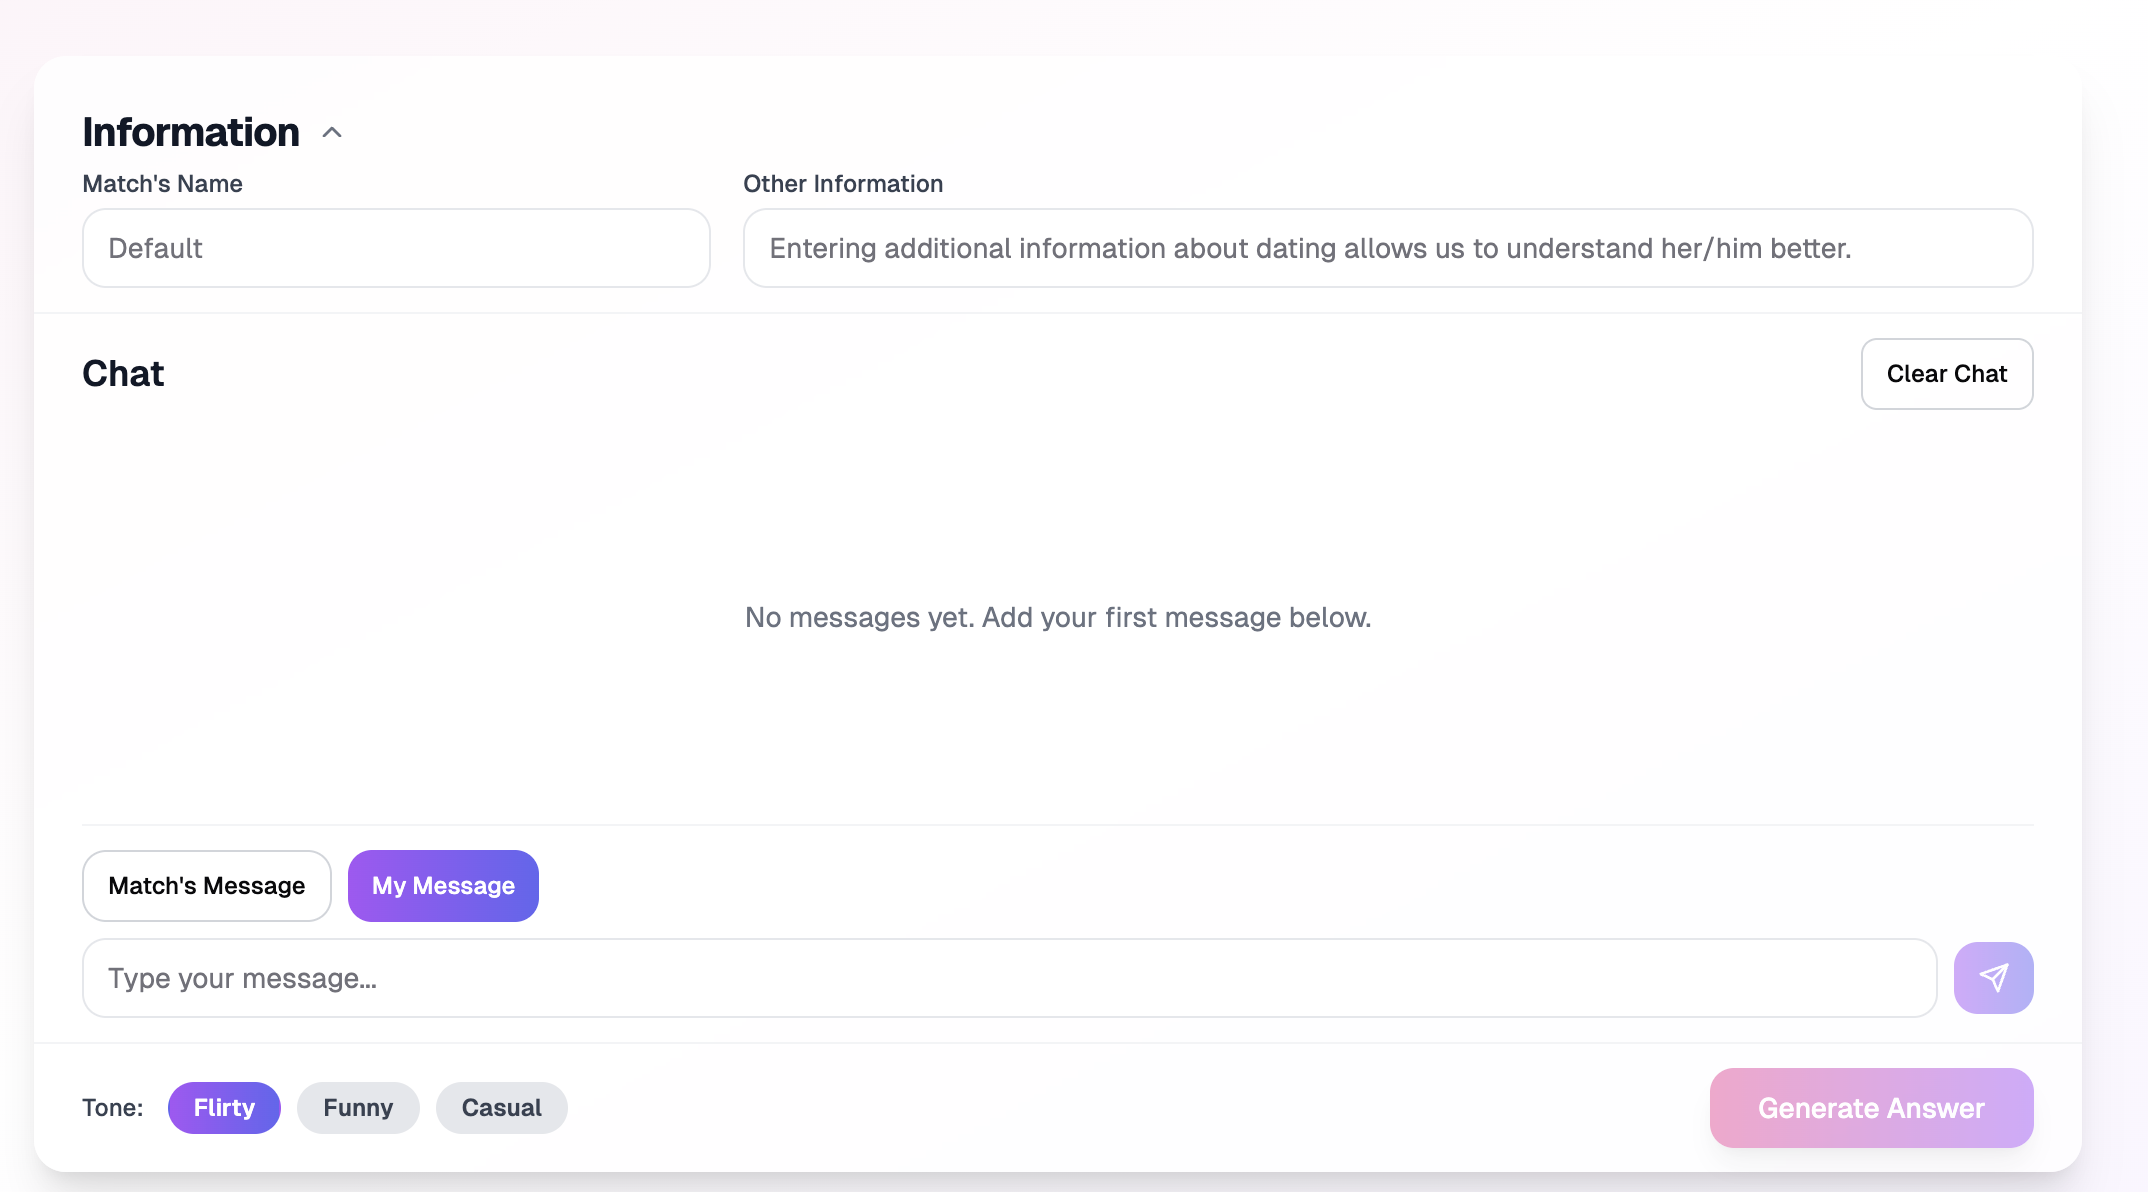 Information
Match's Name
Other Information
Default
Entering additional information about dating allows us to understand her/him better.
Chat
Clear Chat
No messages yet. Add your first message below.
Match's Message
My Message
Type your message...
Tone:
Flirty
Funny
Casual
Generate Answer